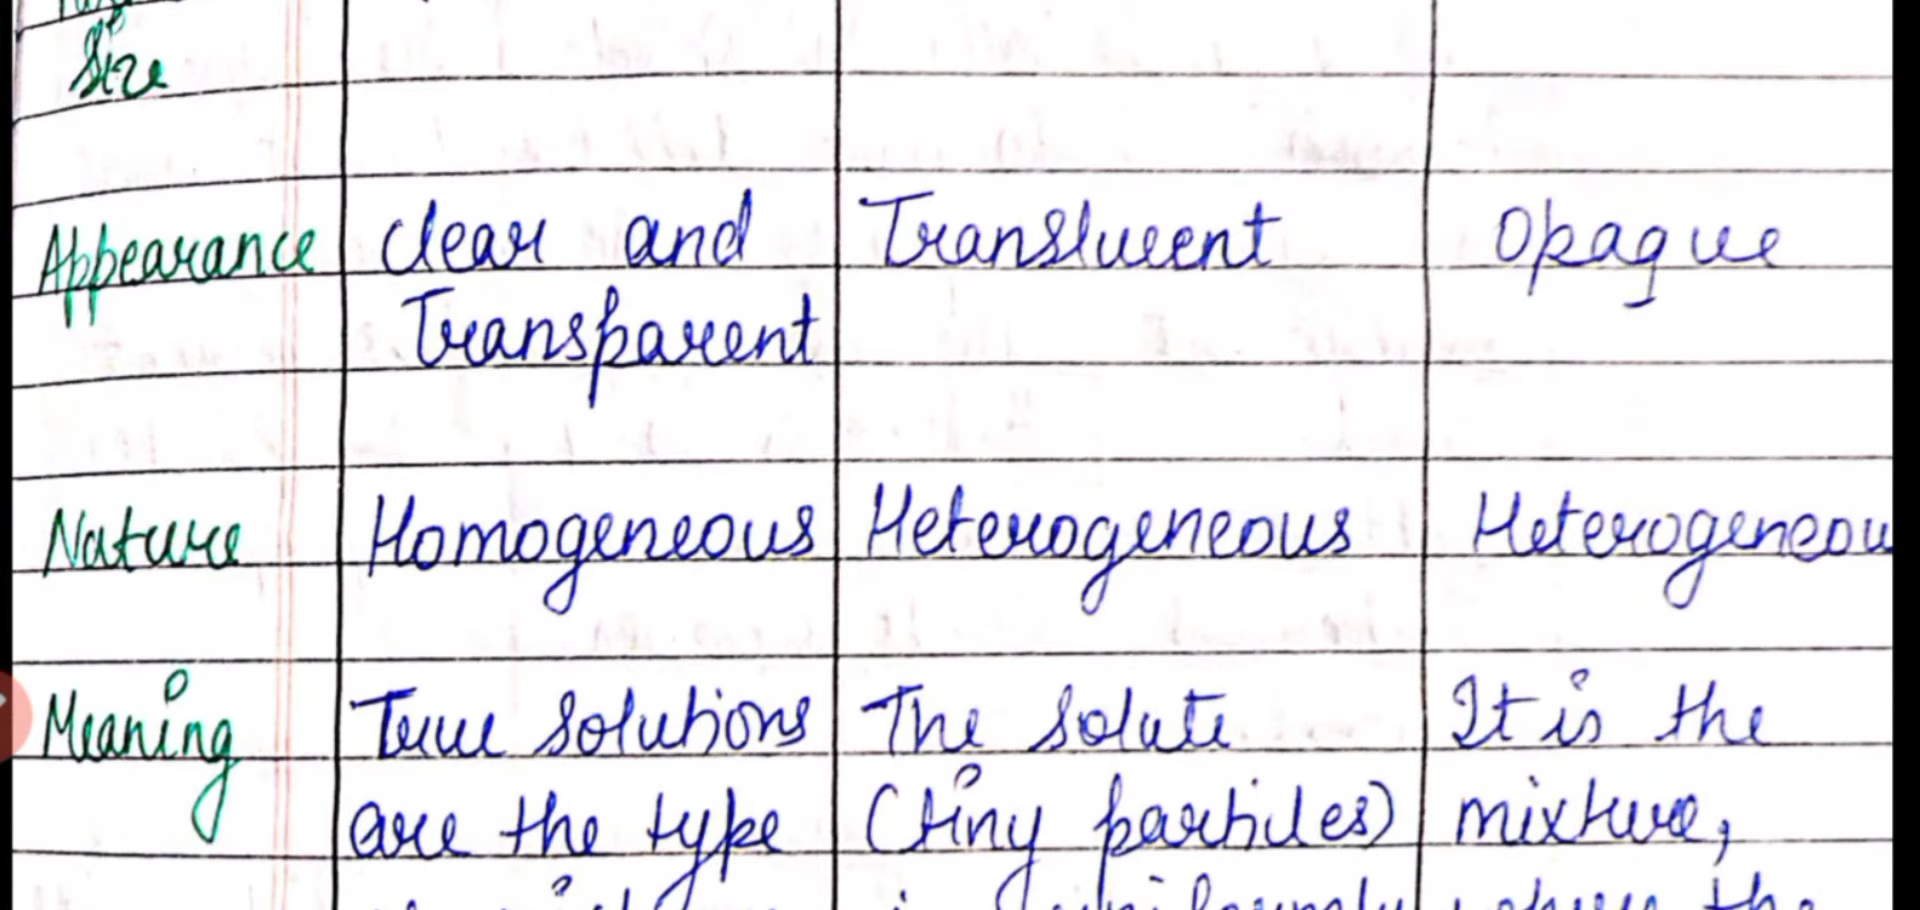 Size
Appearance clear and Translucent Opaque
Transparent
Nature Homogeneous Heterogeneous Heterogeneou
Meaning True solutions The solute It is the
are the type (tiny particles) mixture,
the